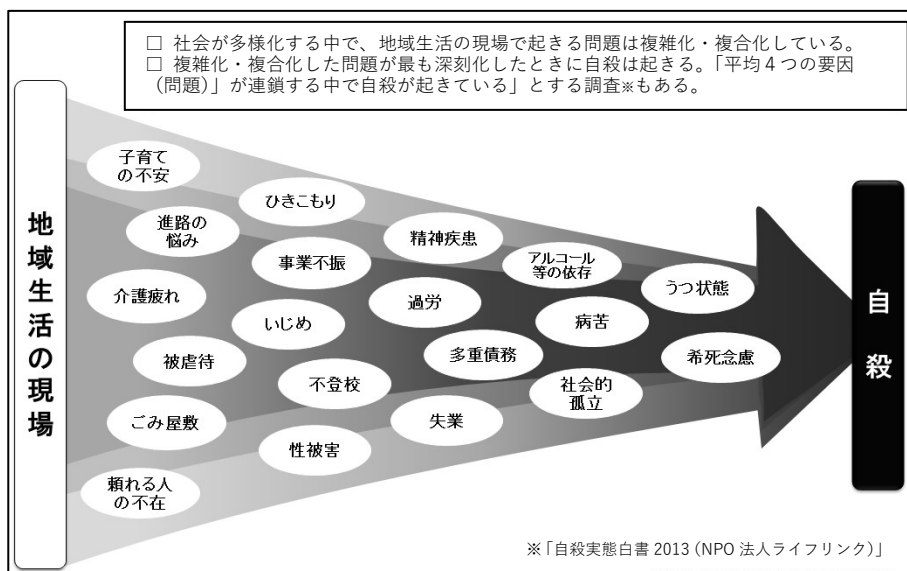 □ 社会が多様化する中で、地域生活の現場で起きる問題は複雑化・複合化している。
□ 複雑化・複合化した問題が最も深刻化したときに自殺は起きる。「平均４つの要因
（問題）」が連鎖する中で自殺が起きている」とする調査※もある。
地域生活の現場
子育て
の不安
進路の
悩み
介護疲れ
被虐待
ごみ屋敷
頼れる人
の不在
ひきこもり
事業不振
いじめ
不登校
性被害
精神疾患
過労
多重債務
失業
アルコール
等の依存
病苦
社会的
孤立
うつ状態
希死念慮
自殺
※「自殺実態白書 2013（NPO 法人ライフリンク）」